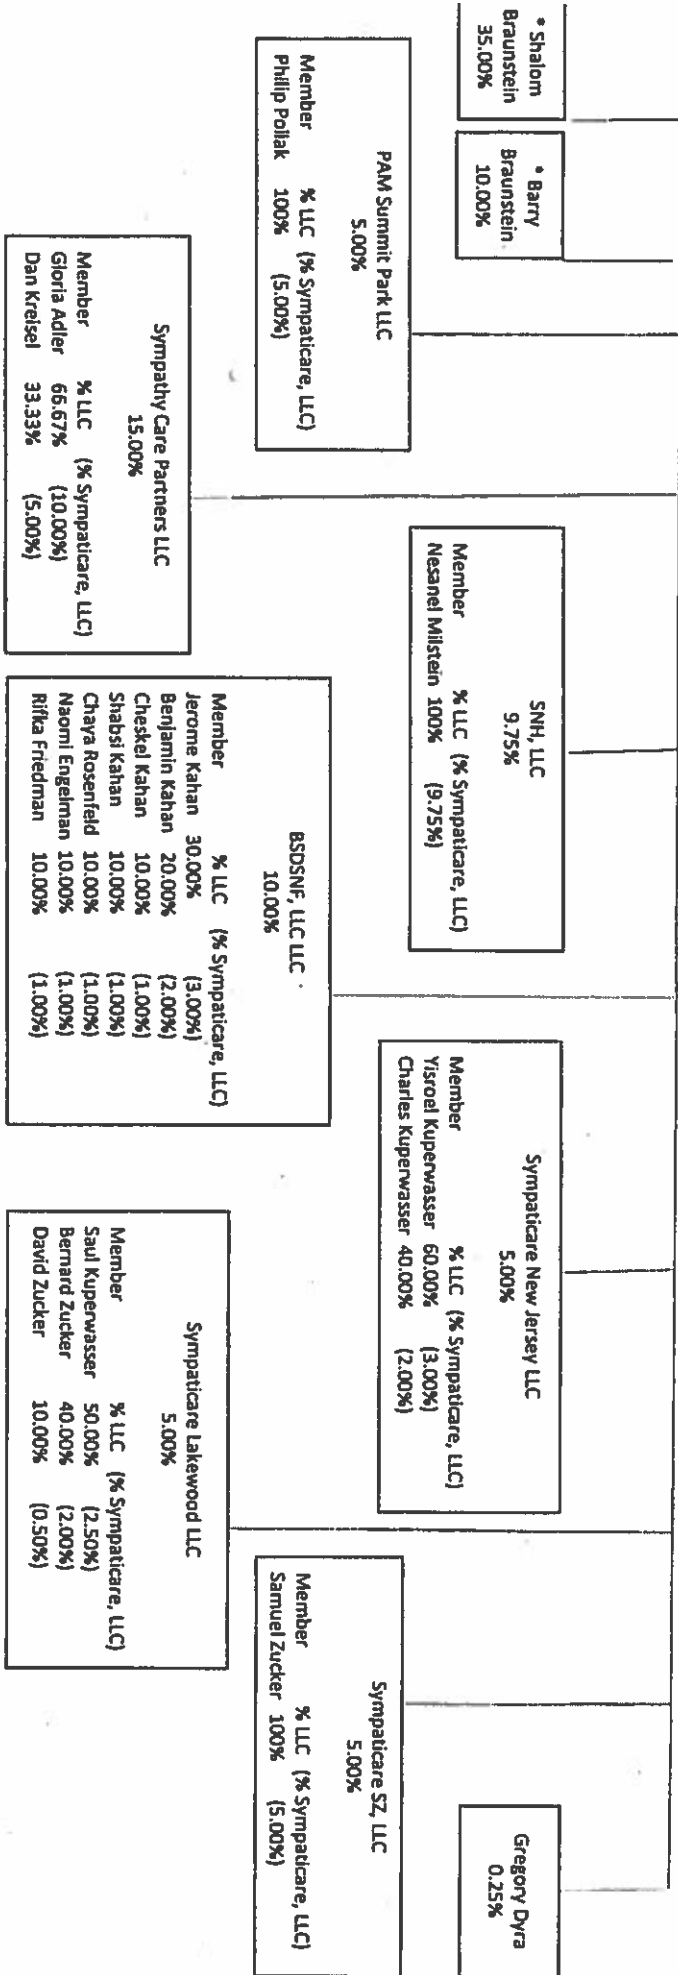 * Shalom
Braunstein
35.00%
* Barry
Braunstein
10.00%
PAM Summit Park LLC
5.00%
Member % LLC (% Sympaticare, LLC)
Philip Pollak 100% (5.00%)
Sympathy Care Partners LLC
15.00%
Member % LLC (% Sympaticare, LLC)
Gloria Adler 66.67% (10.00%)
Dan Kreisel 33.33% (5.00%)
SNH, LLC
9.75%
Member % LLC (% Sympaticare, LLC)
Nesanel Milstein 100% (9.75%)
BSDSNF, LLC LLC
10.00%
Member % LLC (% Sympaticare, LLC)
Jerome Kahan 30.00% (3.00%)
Benjamin Kahan 20.00% (2.00%)
Cheskel Kahan 10.00% (1.00%)
Shabsi Kahan 10.00% (1.00%)
Chaya Rosenfeld 10.00% (1.00%)
Naomi Engelman 10.00% (1.00%)
Rifka Friedman 10.00% (1.00%)
Sympaticare New Jersey LLC
5.00%
Member % LLC (% Sympaticare, LLC)
Yisroel Kuperwasser 60.00% (3.00%)
Charles Kuperwasser 40.00% (2.00%)
Sympaticare Lakewood LLC
5.00%
Member % LLC (% Sympaticare, LLC)
Saul Kuperwasser 50.00% (2.50%)
Bernard Zucker 40.00% (2.00%)
David Zucker 10.00% (0.50%)
Sympaticare SZ, LLC
5.00%
Member % LLC (% Sympaticare, LLC)
Samuel Zucker 100% (5.00%)
Gregory Dyra
0.25%